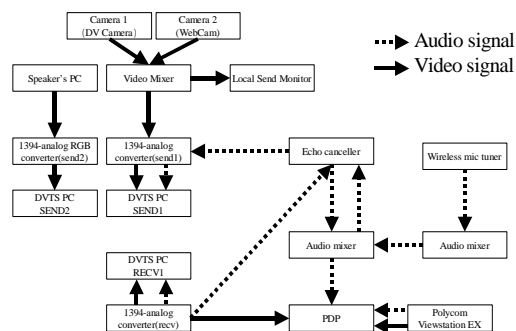 Camera 1
(DV Camera)
Camera 2
(WebCam)
Audio signal
Video signal
Speaker's PC
Video Mixer
Local Send Monitor
1394-analog RGB
converter(send2)
1394-analog
converter(send1)
Echo canceller
Wireless mic tuner
DVTS PC
SEND2
DVTS PC
SEND1
Audio mixer
Audio mixer
DVTS PC
RECV1
1394-analog
converter(recv)
PDP
Polycom
Viewstation EX